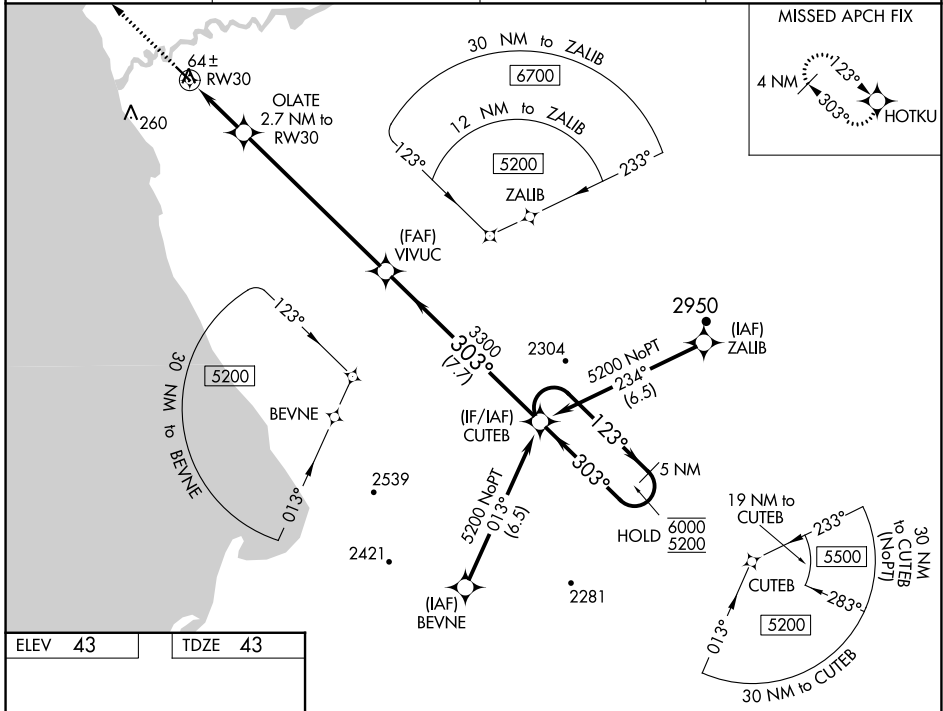 MISSED APCH FIX
4 NM
123°
303°
HOTKU
64±
RW30
260
OLATE
2.7 NM to
RW30
30 NM to ZALIB
6700
12 NM to ZALIB
5200
123°
233°
ZALIB
(FAF)
VIVUC
3300
303°
(7.7)
2304
2950
(IAF)
ZALIB
5200 NoPT
234°
(6.5)
123°
30 NM to BEVNE
5200
BEVNE
013°
(IF/IAF)
CUTEB
123°
303°
5 NM
HOLD
6000
5200
2539
2421
5200 NoPT
013°
(6.5)
(IAF)
BEVNE
2281
19 NM to
CUTEB
233°
30 NM
to CUTEB
(NoPT)
5500
CUTEB
283°
5200
013°
30 NM to CUTEB
ELEV 43
TDZE 43